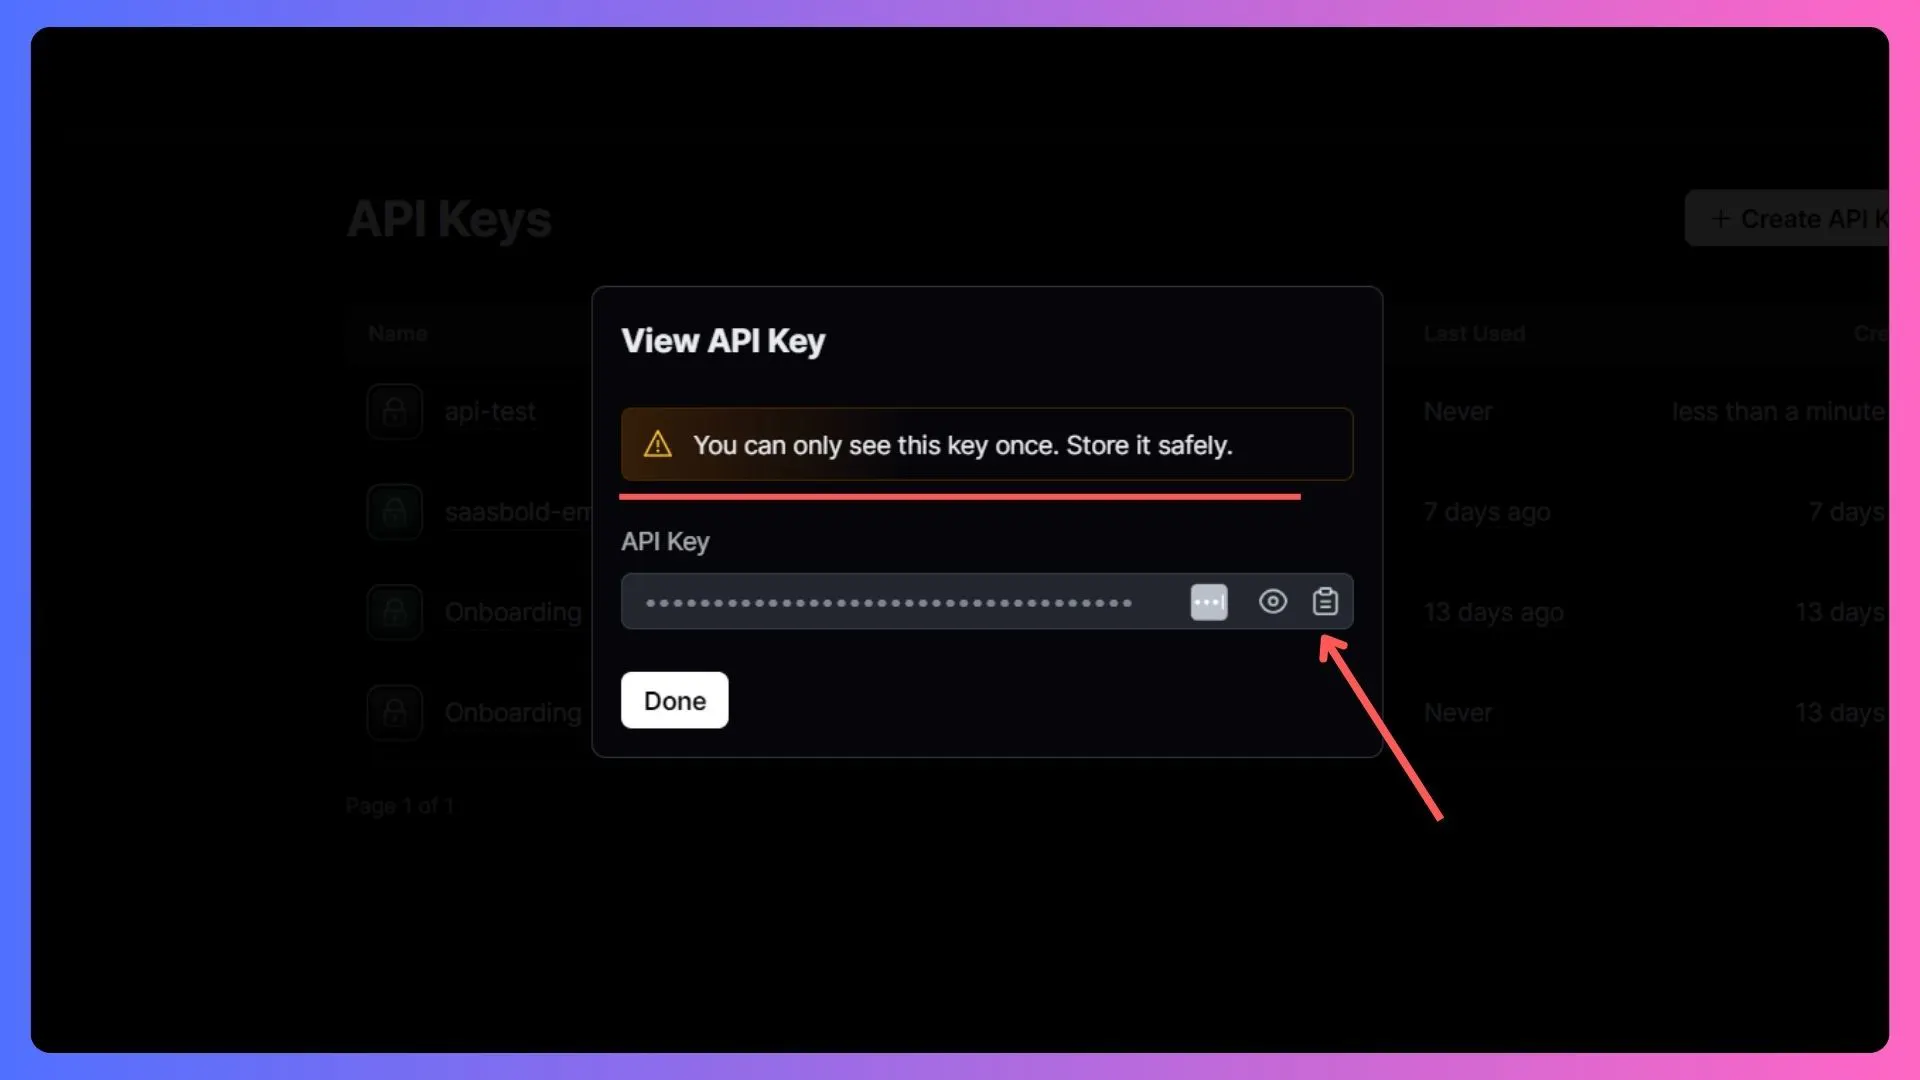 API Keys
+ Create API K
Name
Last Used
Cre
View API Key
You can only see this key once. Store it safely.
api-test
Never
less than a minute
saasbold-em
7 days ago
7 days
API Key
••••••••••••••••••••••••••••••••••••
Onboarding
13 days ago
13 days
Done
Onboarding
Never
13 days
Page 1 of 1